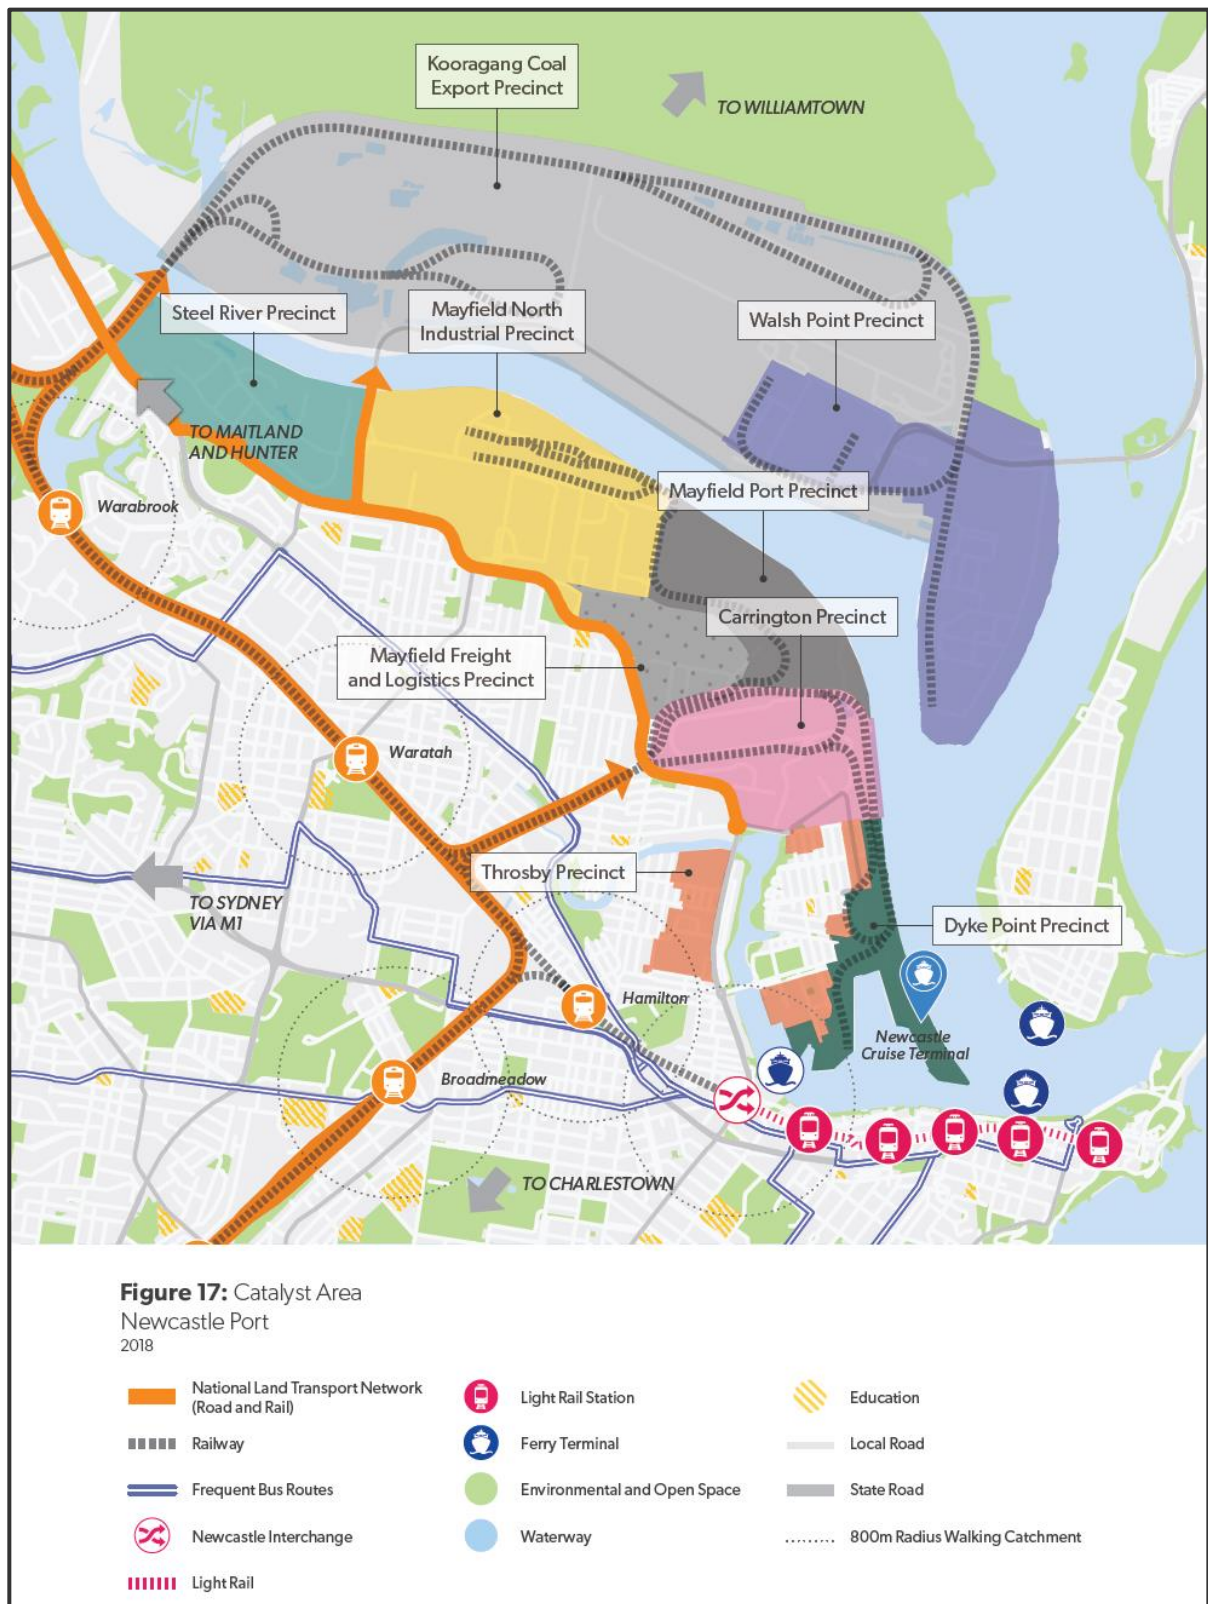 Kooragang Coal
Export Precinct
TO WILLIAMTOWN
Steel River Precinct
Mayfield North
Industrial Precinct
Walsh Point Precinct
TO MAITLAND
AND HUNTER
Warabrook
Mayfield Port Precinct
Carrington Precinct
Mayfield Freight
and Logistics Precinct
Waratah
Throsby Precinct
TO SYDNEY
VIA M1
Dyke Point Precinct
Hamilton
Newcastle
Cruise Terminal
Broadmeadow
TO CHARLESTOWN
Figure 17: Catalyst Area
Newcastle Port
2018
National Land Transport Network
(Road and Rail)
Railway
Frequent Bus Routes
Newcastle Interchange
Light Rail
Light Rail Station
Ferry Terminal
Environmental and Open Space
Waterway
Education
Local Road
State Road
800m Radius Walking Catchment